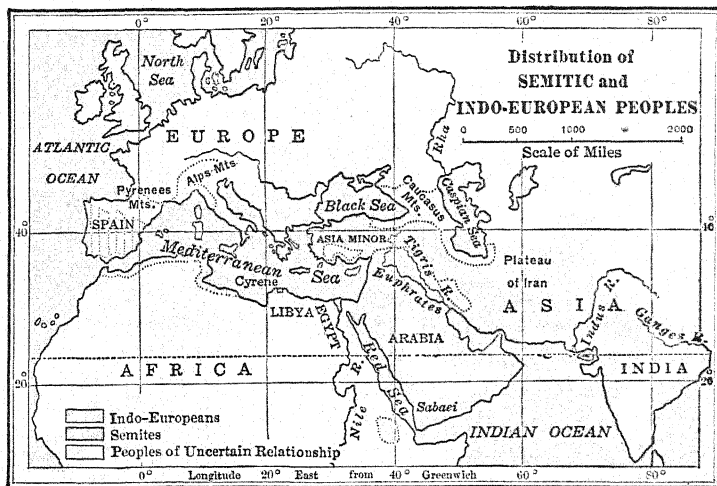 0° 20° 40° 60° 80°
Distribution of
SEMITIC and
INDO-EUROPEAN PEOPLES
0 500 1000 2000
Scale of Miles
North
Sea
EUROPE
ATLANTIC
OCEAN
Rha
Alps Mts.
Pyrenees
Mts.
Caucasus
Mts.
Caspian Sea
Black Sea
SPAIN
40°
ASIA MINOR
Mediterranean
Sea
Tigris R.
Euphrates
Plateau
of Iran
ASIA
Cyrene
LIBYA
EGYPT
ARABIA
Indus R.
Ganges R.
AFRICA
INDIA
20°
20°
Nile R.
Red Sea
Sabaei
INDIAN OCEAN
Indo-Europeans
Semites
Peoples of Uncertain Relationship
0° Longitude 20° East from 40° Greenwich 60° 80°